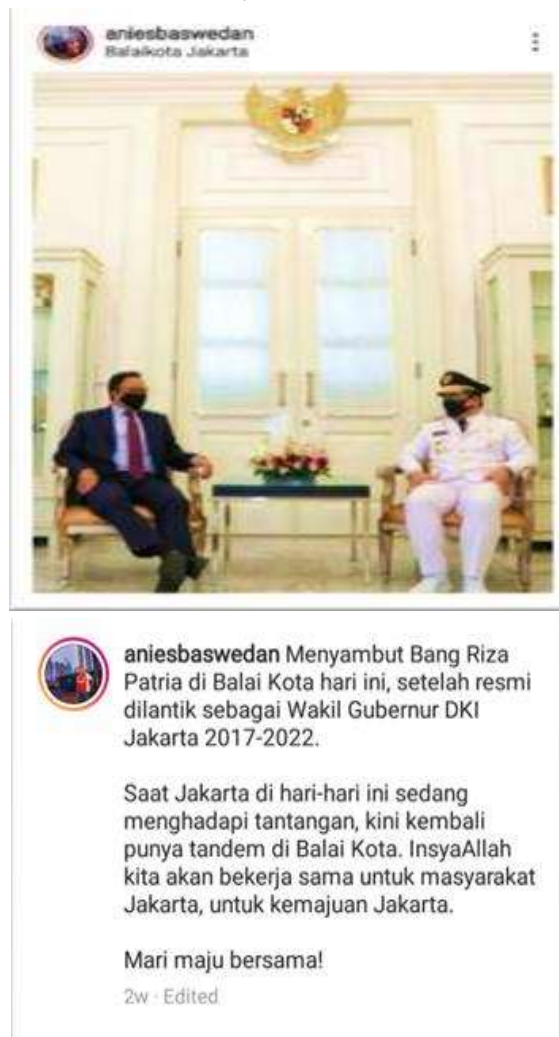 aniesbaswedan
Balaikota Jakarta
aniesbaswedan Menyambut Bang Riza
Patria di Balai Kota hari ini, setelah resmi
dilantik sebagai Wakil Gubernur DKI
Jakarta 2017-2022.
Saat Jakarta di hari-hari ini sedang
menghadapi tantangan, kini kembali
punya tandem di Balai Kota. InsyaAllah
kita akan bekerja sama untuk masyarakat
Jakarta, untuk kemajuan Jakarta.
Mari maju bersama!
2w · Edited